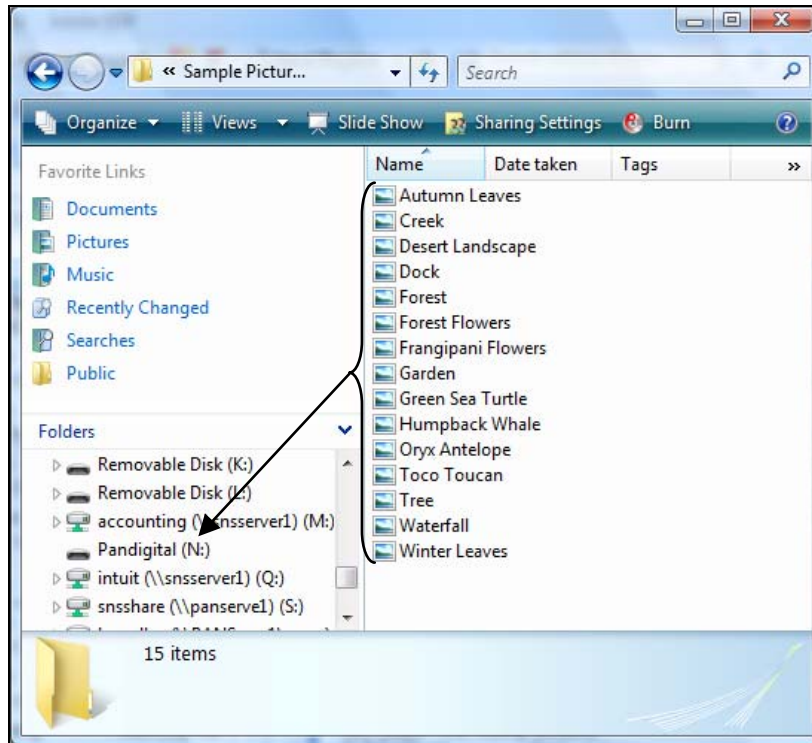 « Sample Pictur...
Search
Organize Views Slide Show Sharing Settings Burn
Favorite Links
Documents
Pictures
Music
Recently Changed
Searches
Public
Folders
Removable Disk (K:)
Removable Disk (L:)
accounting (\\snsserver1) (M:)
Pandigital (N:)
intuit (\\snsserver1) (Q:)
snsshare (\\panserve1) (S:)
Name Date taken Tags »
Autumn Leaves
Creek
Desert Landscape
Dock
Forest
Forest Flowers
Frangipani Flowers
Garden
Green Sea Turtle
Humpback Whale
Oryx Antelope
Toco Toucan
Tree
Waterfall
Winter Leaves
15 items